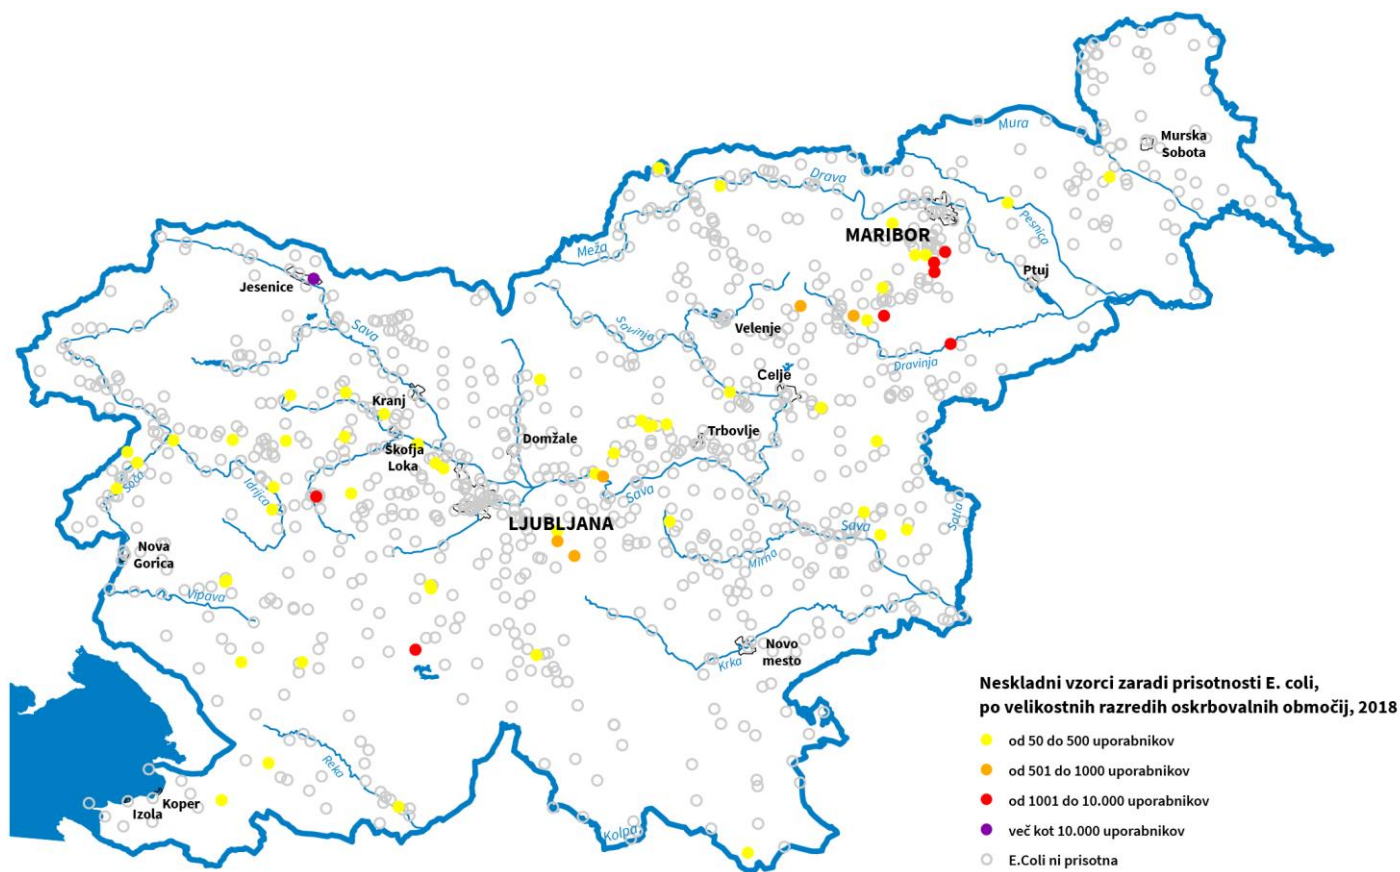 Mura
Murska
Sobota
Drava
Pesnica
MARIBOR
Meža
Ptuj
Jesenice
Sava
Savinja
Velenje
Dravinja
Celje
Kranj
Trbovlje
Domžale
Škofja
Loka
Soča
Idrijca
Sava
LJUBLJANA
Sava
Sotla
Nova
Gorica
Mirna
Vipava
Novo
mesto
Krka
Neskladni vzorci zaradi prisotnosti E. coli,
po velikostnih razredih oskrbovalnih območij, 2018
od 50 do 500 uporabnikov
od 501 do 1000 uporabnikov
od 1001 do 10.000 uporabnikov
več kot 10.000 uporabnikov
E.Coli ni prisotna
Reka
Koper
Izola
Kolpa